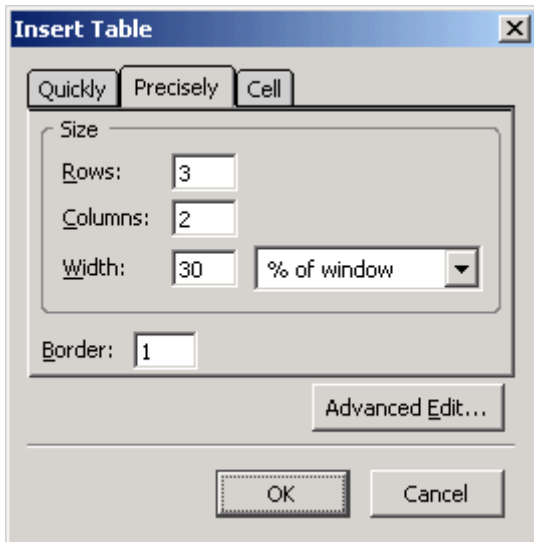 Insert Table
Quickly Precisely Cell
Size
Rows: 3
Columns: 2
Width: 30 % of window
Border: 1
Advanced Edit...
OK Cancel